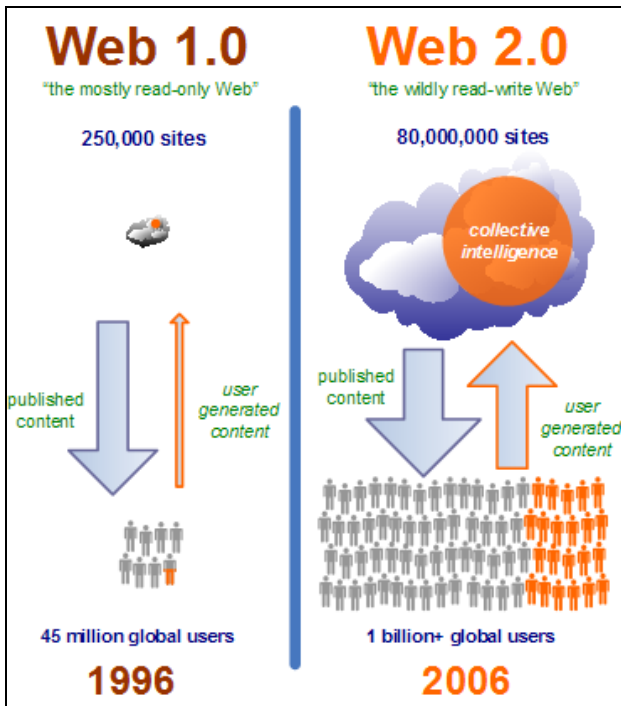 Web 1.0
"the mostly read-only Web"
250,000 sites
published
content
user
generated
content
45 million global users
1996
Web 2.0
"the wildly read-write Web"
80,000,000 sites
collective
intelligence
published
content
user
generated
content
1 billion+ global users
2006